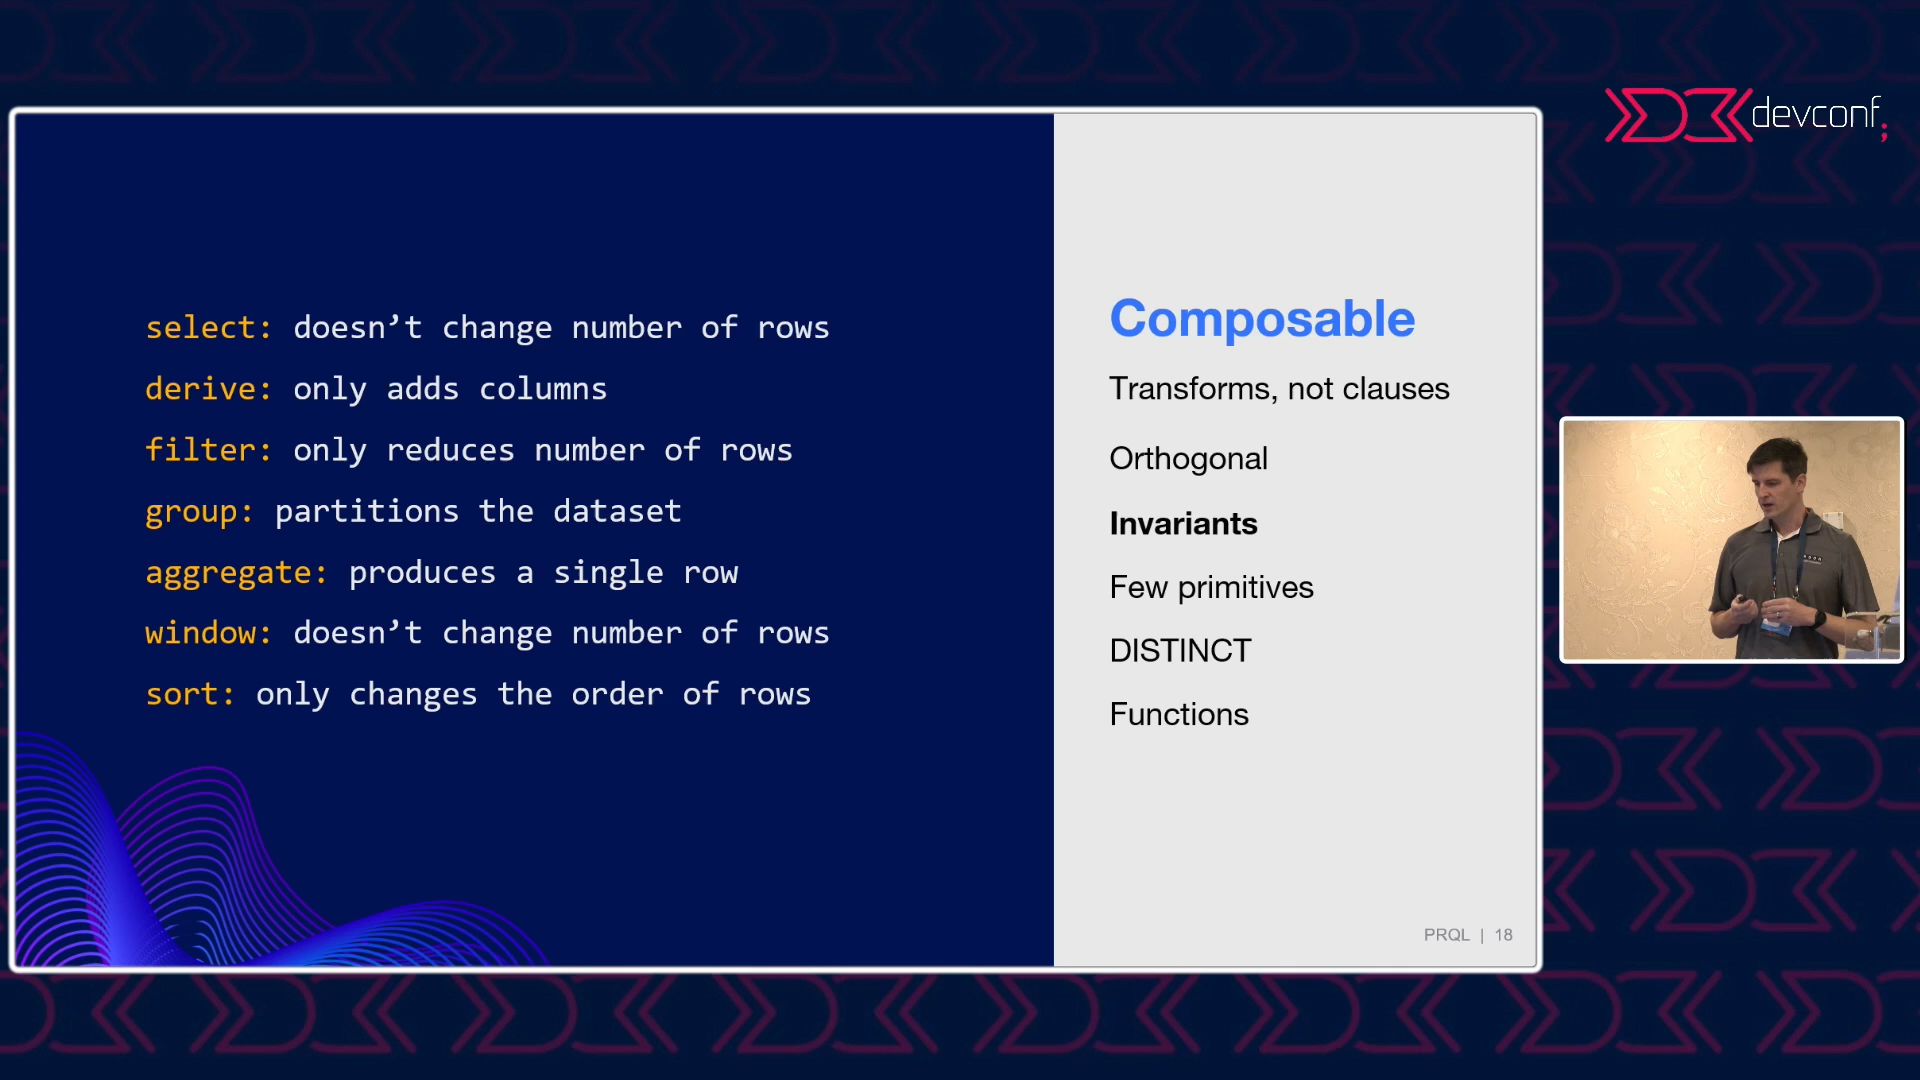 select: doesn’t change number of rows
derive: only adds columns
filter: only reduces number of rows
group: partitions the dataset
aggregate: produces a single row
window: doesn’t change number of rows
sort: only changes the order of rows
Composable
Transforms, not clauses
Orthogonal
Invariants
Few primitives
DISTINCT
Functions
PRQL | 18
devconf;